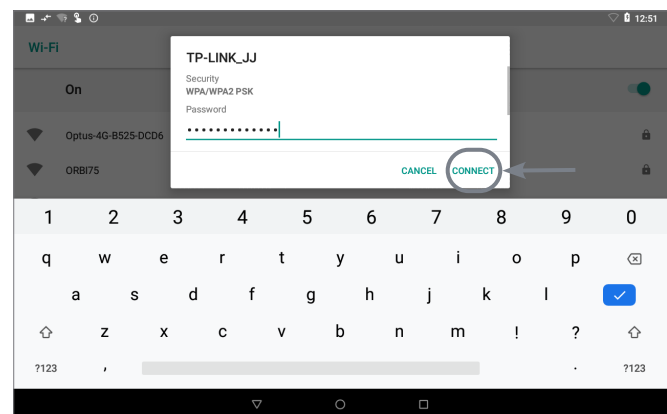 12:51
Wi-Fi
TP-LINK_JJ
Security
WPA/WPA2 PSK
Password
On
Optus-4G-B525-DCD6
ORBI75
CANCEL CONNECT
1 2 3 4 5 6 7 8 9 0
q w e r t y u i o p
a s d f g h j k l
z x c v b n m ! ?
?123 , . ?123